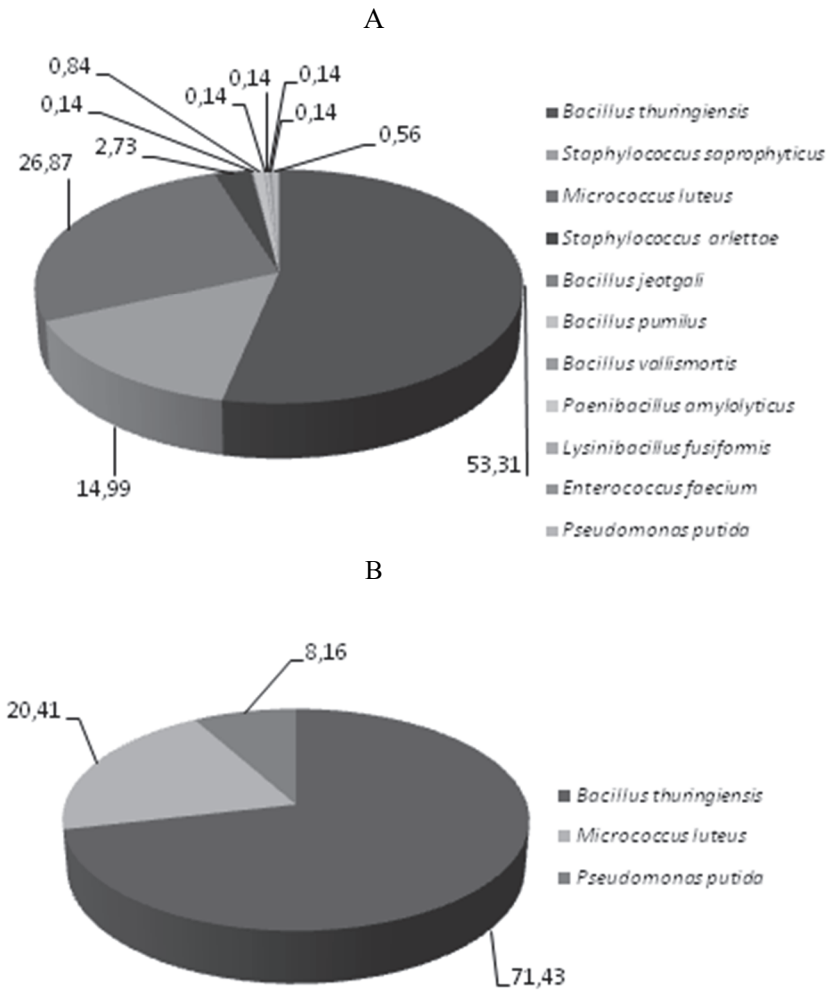 A
0,84
0,14
0,14
0,14
0,14
0,14
0,56
2,73
26,87
14,99
53,31
Bacillus thuringiensis
Staphylococcus saprophyticus
Micrococcus luteus
Staphylococcus arlettae
Bacillus jeotgali
Bacillus pumilus
Bacillus vallismortis
Paenibacillus amylolyticus
Lysinibacillus fusiformis
Enterococcus faecium
Pseudomonas putida
B
8,16
20,41
71,43
Bacillus thuringiensis
Micrococcus luteus
Pseudomonas putida